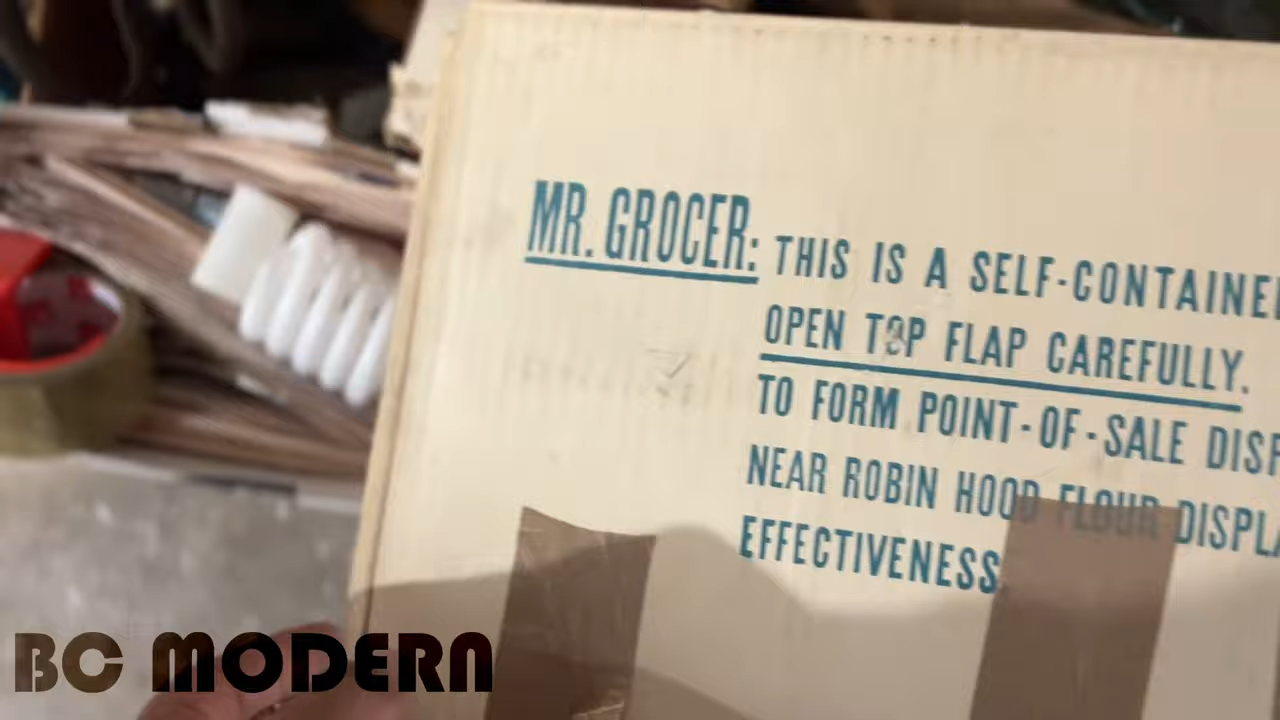 MR. GROCER: THIS IS A SELF-CONTAINE
OPEN TOP FLAP CAREFULLY.
TO FORM POINT-OF-SALE DISP
NEAR ROBIN HOOD FLOUR DISPLA
EFFECTIVENESS
BC MODERN